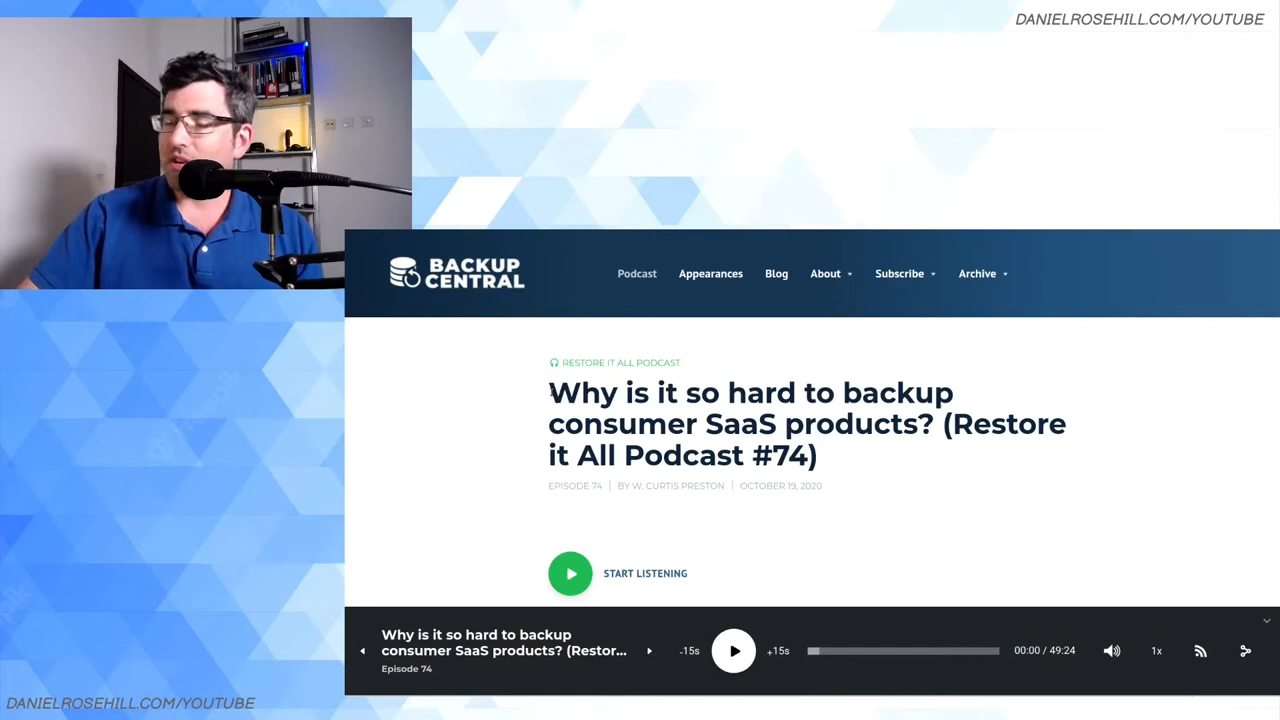 DANIELROSEHILL.COM/YOUTUBE
BACKUP
CENTRAL
Podcast
Appearances
Blog
About
Subscribe
Archive
RESTORE IT ALL PODCAST
Why is it so hard to backup
consumer SaaS products? (Restore
it All Podcast #74)
EPISODE 74 | BY W. CURTIS PRESTON | OCTOBER 19, 2020
START LISTENING
Why is it so hard to backup
consumer SaaS products? (Restor...
Episode 74
-15s
+15s
00:00 / 49:24
1x
DANIELROSEHILL.COM/YOUTUBE